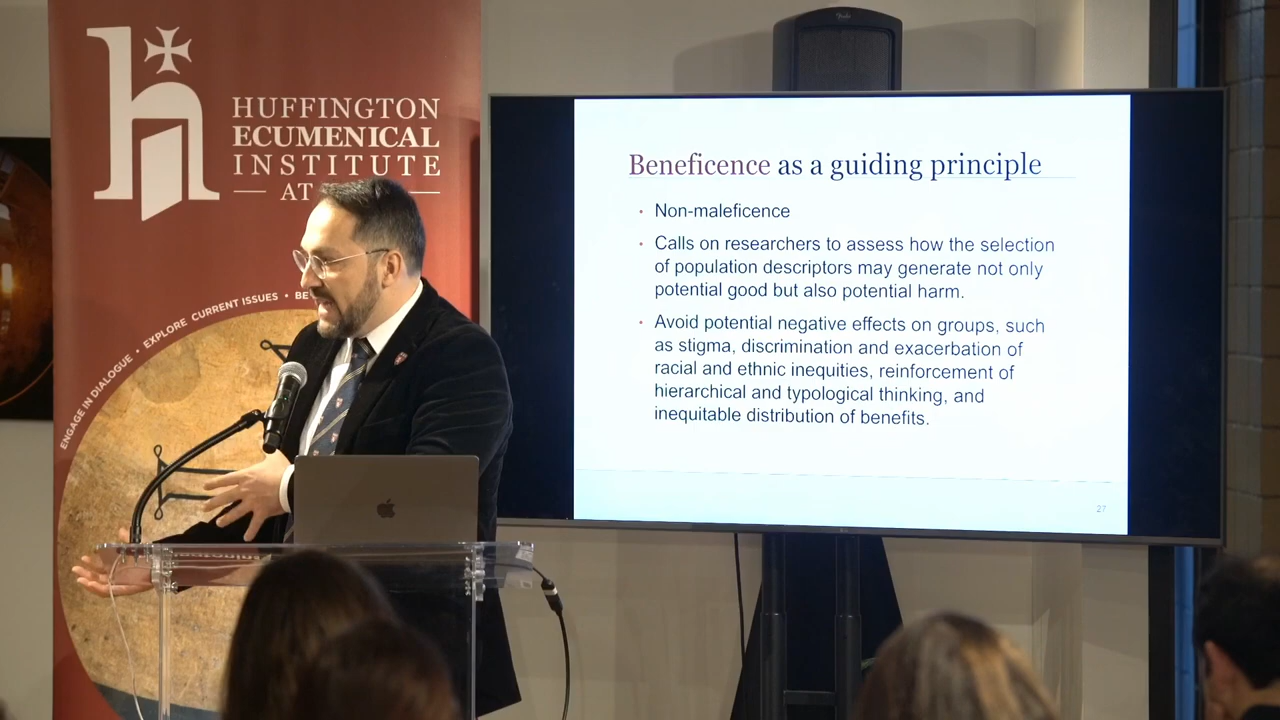 HUFFINGTON
ECUMENICAL
INSTITUTE
AT
ENGAGE IN DIALOGUE • EXPLORE CURRENT ISSUES •
Beneficence as a guiding principle
• Non-maleficence
• Calls on researchers to assess how the selection
of population descriptors may generate not only
potential good but also potential harm.
• Avoid potential negative effects on groups, such
as stigma, discrimination and exacerbation of
racial and ethnic inequities, reinforcement of
hierarchical and typological thinking, and
inequitable distribution of benefits.
27